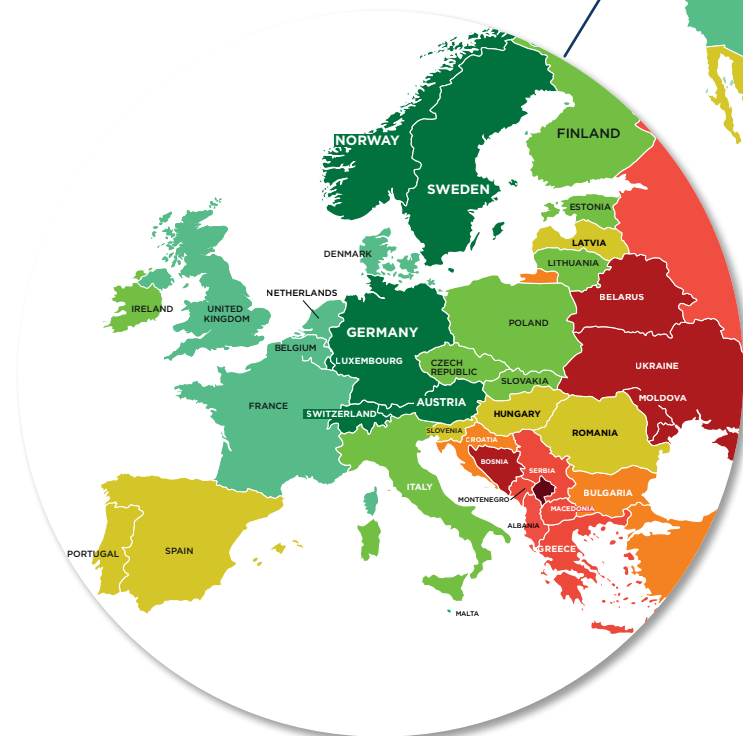 NORWAY
FINLAND
SWEDEN
ESTONIA
LATVIA
DENMARK
LITHUANIA
NETHERLANDS
BELARUS
IRELAND
UNITED
KINGDOM
POLAND
GERMANY
BELGIUM
LUXEMBOURG
CZECH
REPUBLIC
UKRAINE
SLOVAKIA
MOLDOVA
FRANCE
AUSTRIA
SWITZERLAND
HUNGARY
SLOVENIA
ROMANIA
CROATIA
BOSNIA
SERBIA
ITALY
BULGARIA
MONTENEGRO
MACEDONIA
ALBANIA
GREECE
PORTUGAL
SPAIN
MALTA